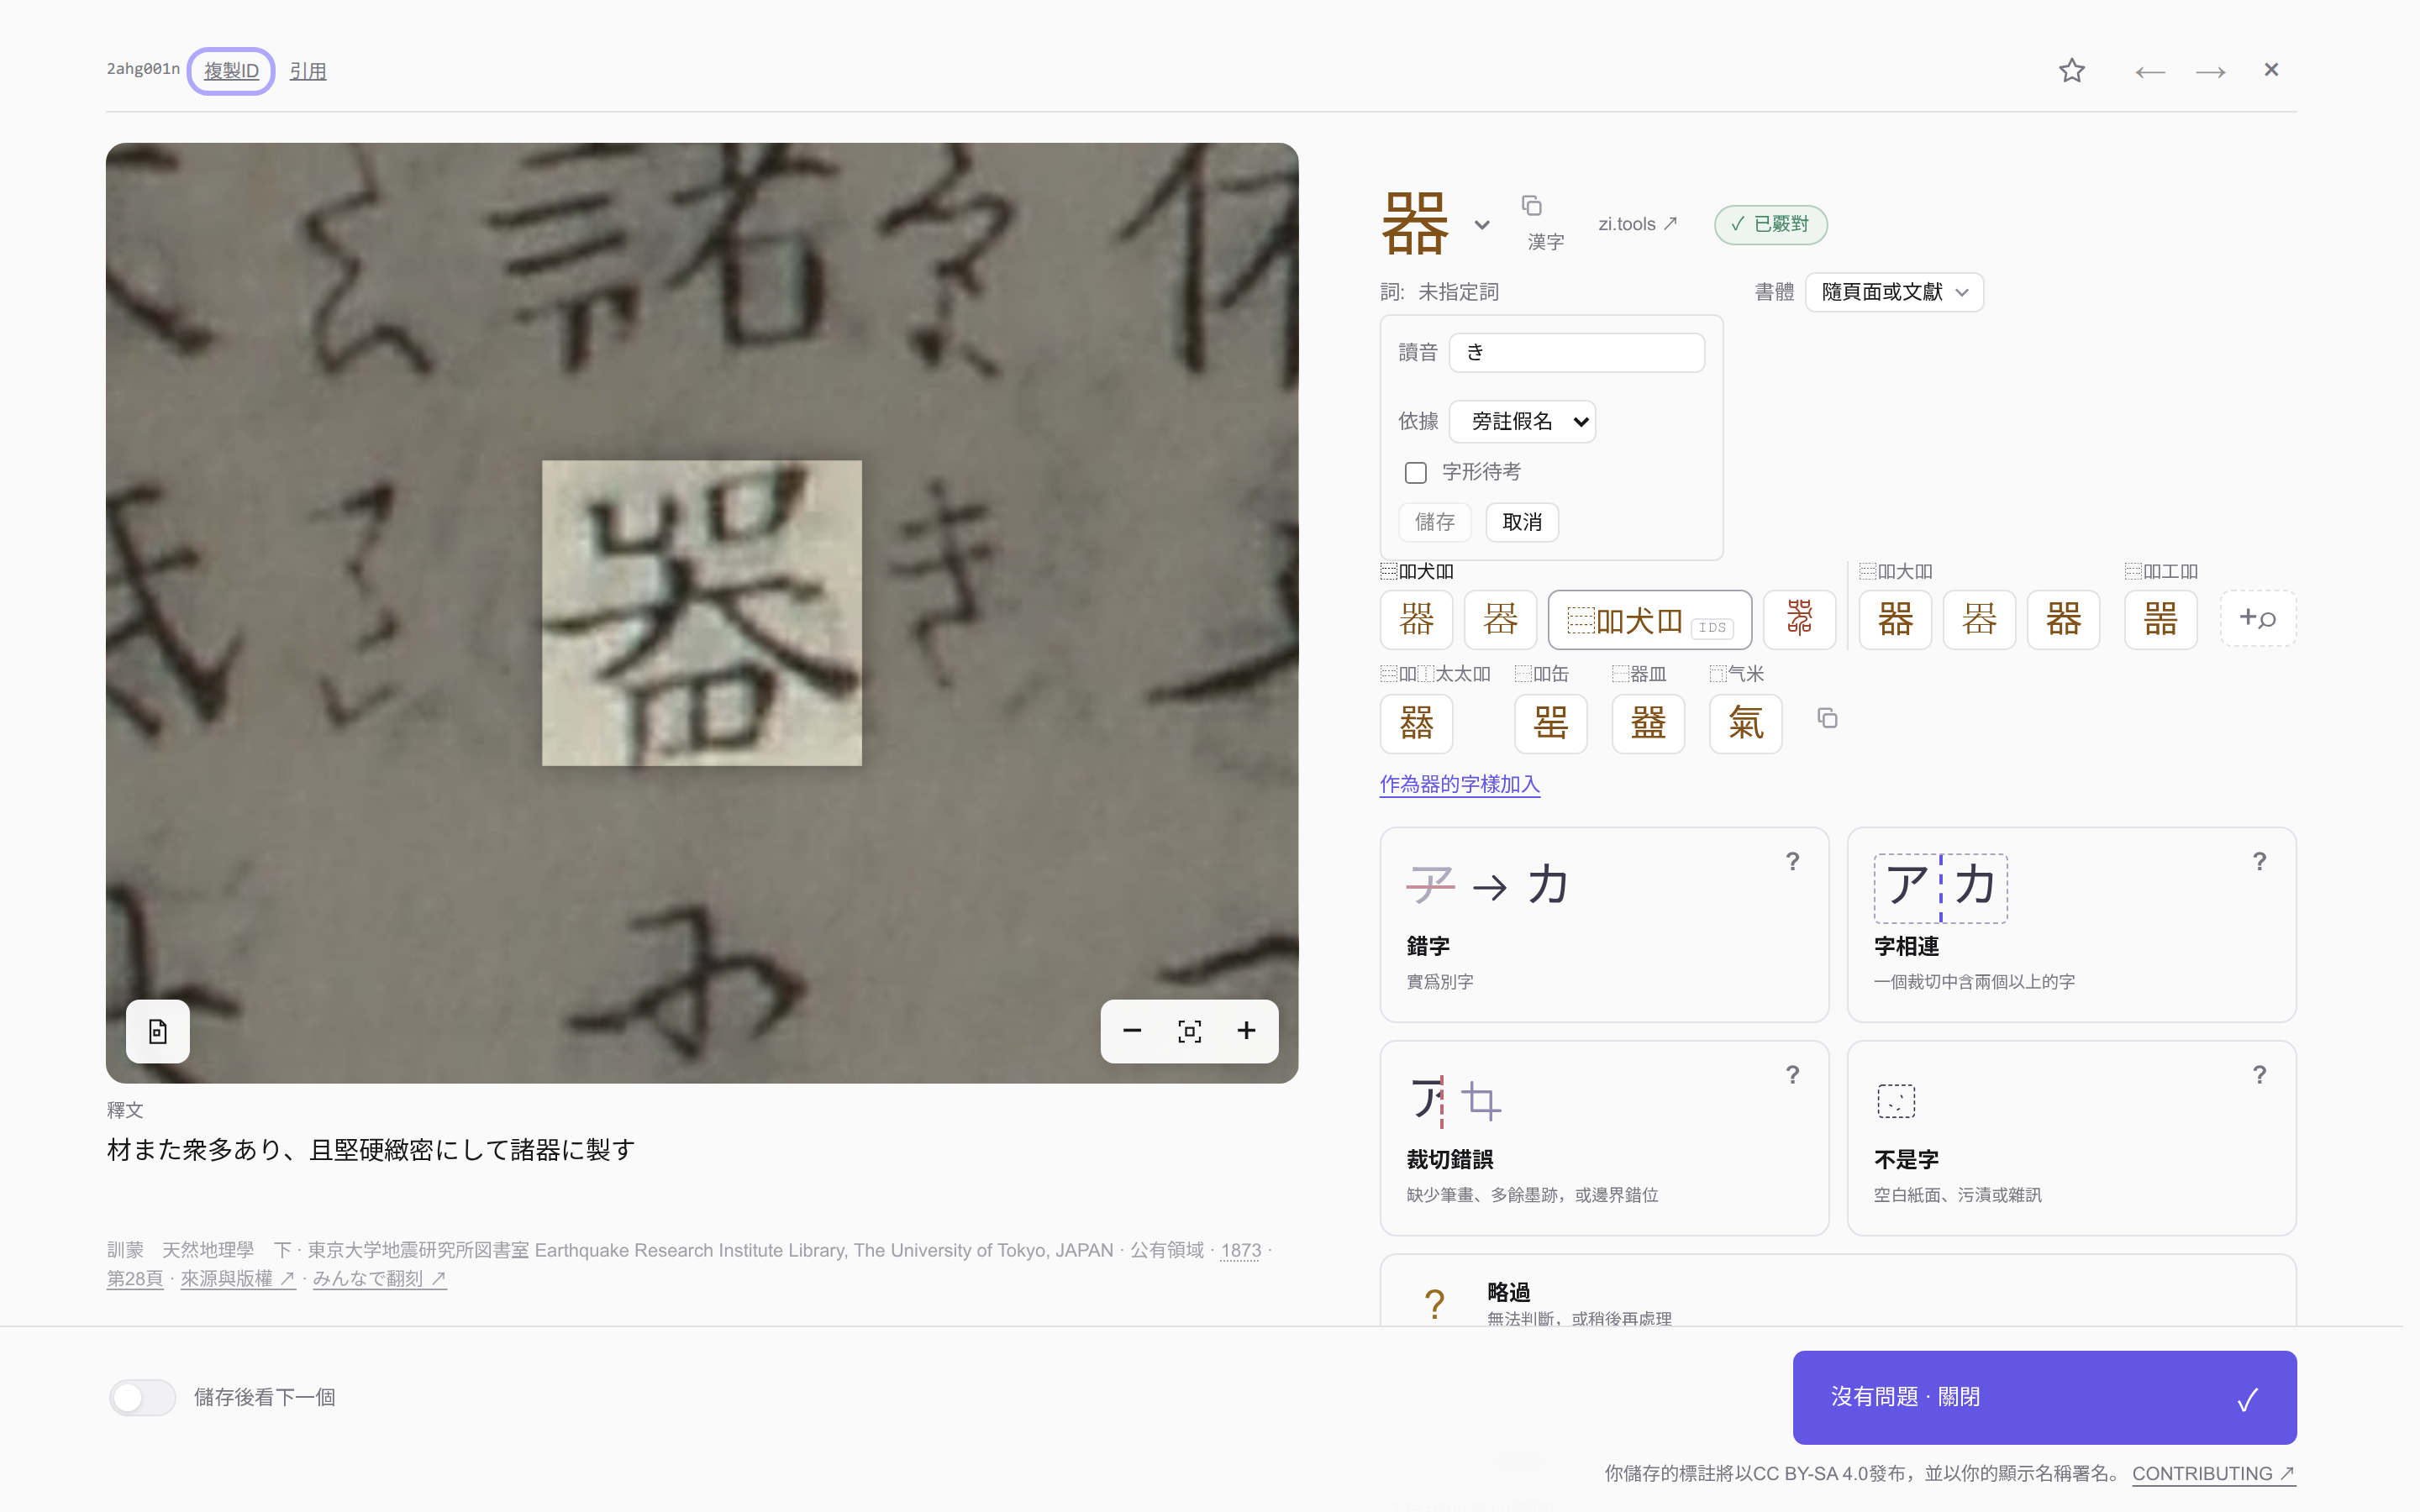 2ahg001n 複製ID 引用
諸
器 き
釋文
材また衆多あり、且堅硬緻密にして諸器に製す
訓蒙　天然地理學　下 · 東京大学地震研究所図書室 Earthquake Research Institute Library, The University of Tokyo, JAPAN · 公有領域 · 1873 ·
第28頁 · 來源與版權 ↗ · みんなで翻刻 ↗
器 漢字 zi.tools ↗ ✓ 已覈對
詞: 未指定詞 書體 隨頁面或文獻
讀音 き
依據 旁註假名
字形待考
儲存 取消
⿳吅犬吅 ⿳吅大吅 ⿳吅工吅
器 器 ⿳吅犬吅 IDS 器 器 器 器 噐 +
⿳吅⿰太太吅 ⿱吅缶 ⿱器皿 ⿹气米
氣
作為器的字樣加入
ア → カ ?
錯字
實爲別字
ア カ ?
字相連
一個裁切中含兩個以上的字
ア ?
裁切錯誤
缺少筆畫、多餘墨跡，或邊界錯位
?
不是字
空白紙面、污漬或雜訊
? 略過
無法判斷，或稍後再處理
儲存後看下一個
沒有問題 · 關閉 ✓
你儲存的標註將以CC BY-SA 4.0發布，並以你的顯示名稱署名。 CONTRIBUTING ↗